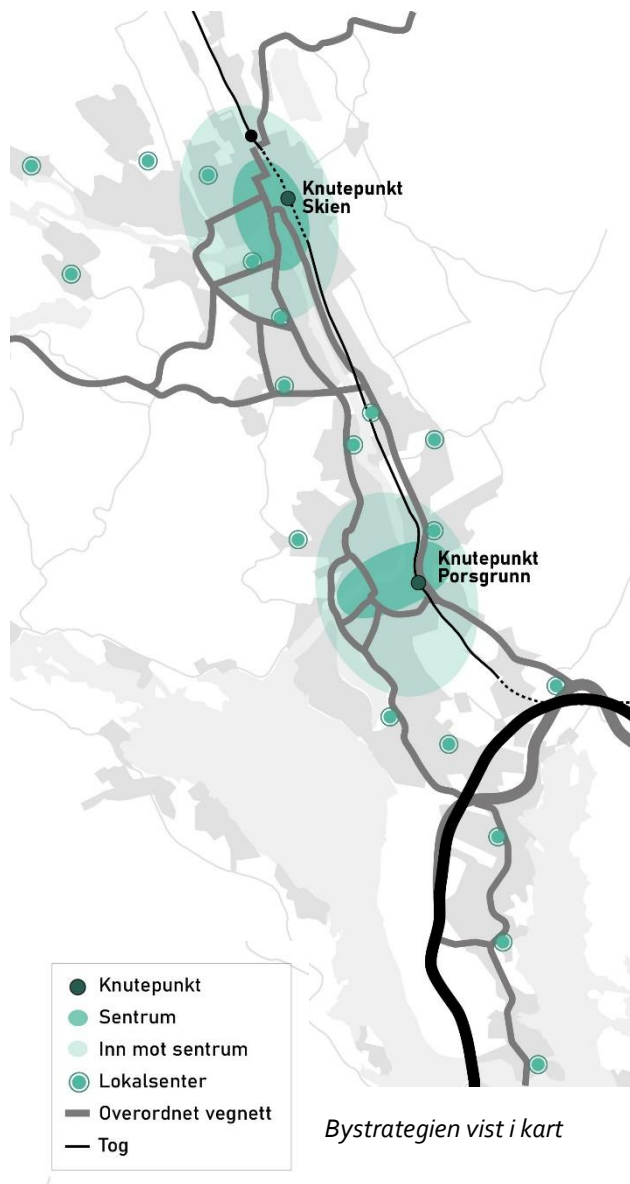 Knutepunkt
Skien
Knutepunkt
Porsgrunn
Knutepunkt
Sentrum
Inn mot sentrum
Lokalsenter
Overordnet vegnett
Tog
Bystrategien vist i kart